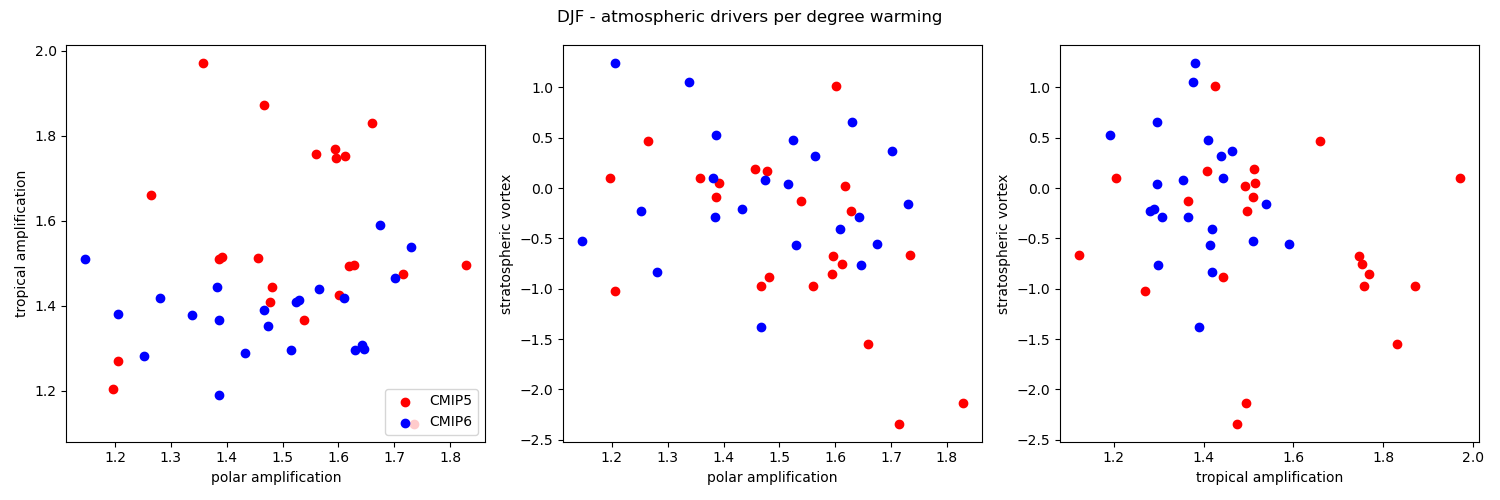 DJF - atmospheric drivers per degree warming
2.0
1.8
1.6
1.4
1.2
tropical amplification
1.2 1.3 1.4 1.5 1.6 1.7 1.8
polar amplification
CMIP5
CMIP6
1.0
0.5
0.0
−0.5
−1.0
−1.5
−2.0
−2.5
stratospheric vortex
1.2 1.3 1.4 1.5 1.6 1.7 1.8
polar amplification
1.0
0.5
0.0
−0.5
−1.0
−1.5
−2.0
−2.5
stratospheric vortex
1.2 1.4 1.6 1.8 2.0
tropical amplification